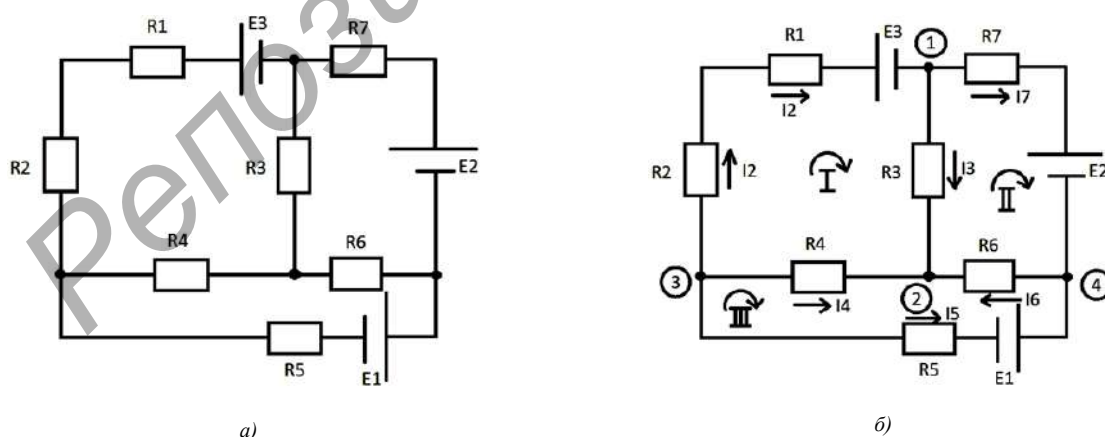 R1
E3
R7
R2
R3
E2
R4
R6
R5
E1
а)
Репоз
R1
E3
1
R7
I2
I7
R2
I2
I
R3
I3
II
E2
R4
R6
3
2
4
III
I4
I5
I6
R5
E1
б)